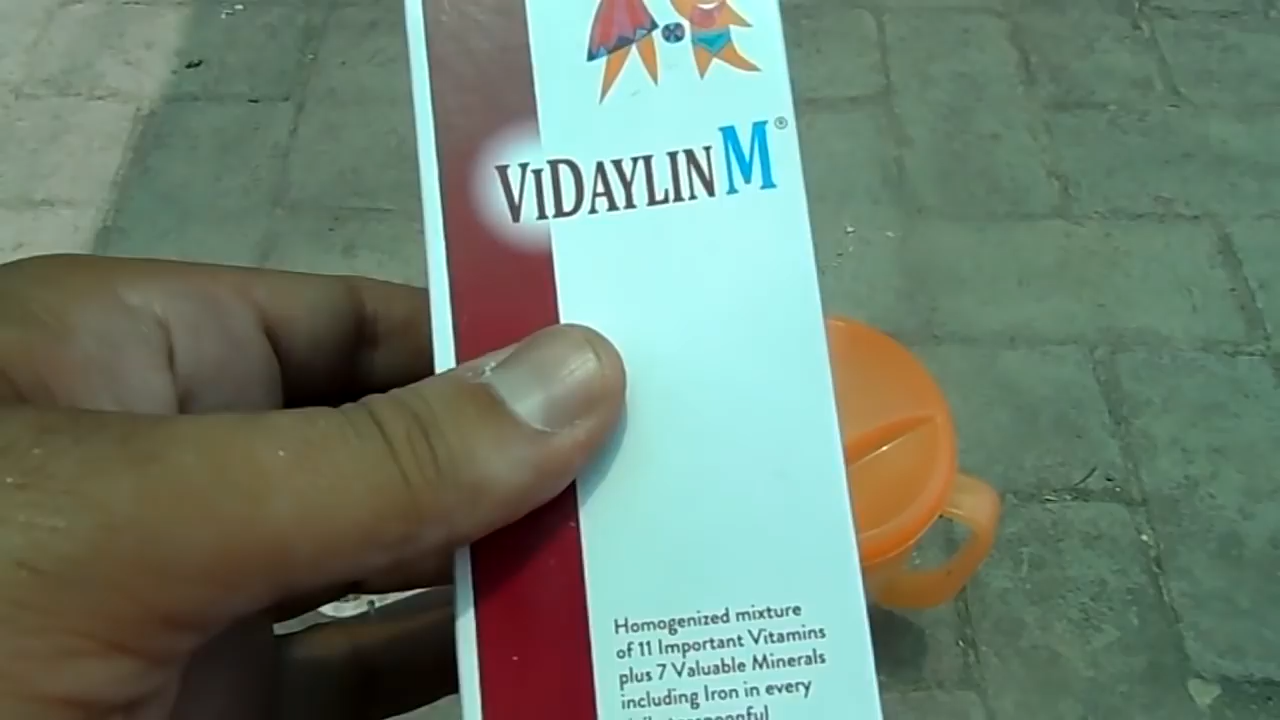 VIDAYLIN M®
Homogenized mixture
of 11 Important Vitamins
plus 7 Valuable Minerals
including Iron in every